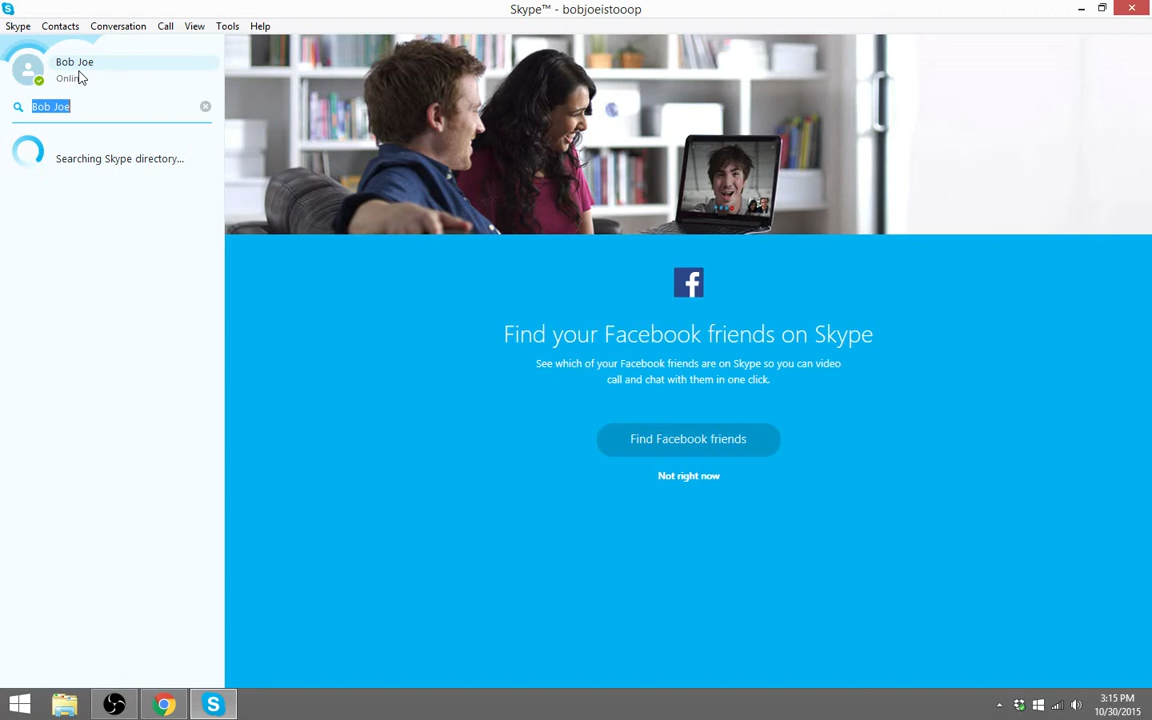 Skype™ - bobjoeistooop
Skype Contacts Conversation Call View Tools Help
Bob Joe
Online
Bob Joe
Searching Skype directory...
Find your Facebook friends on Skype
See which of your Facebook friends are on Skype so you can video
call and chat with them in one click.
Find Facebook friends
Not right now
3:15 PM
10/30/2015